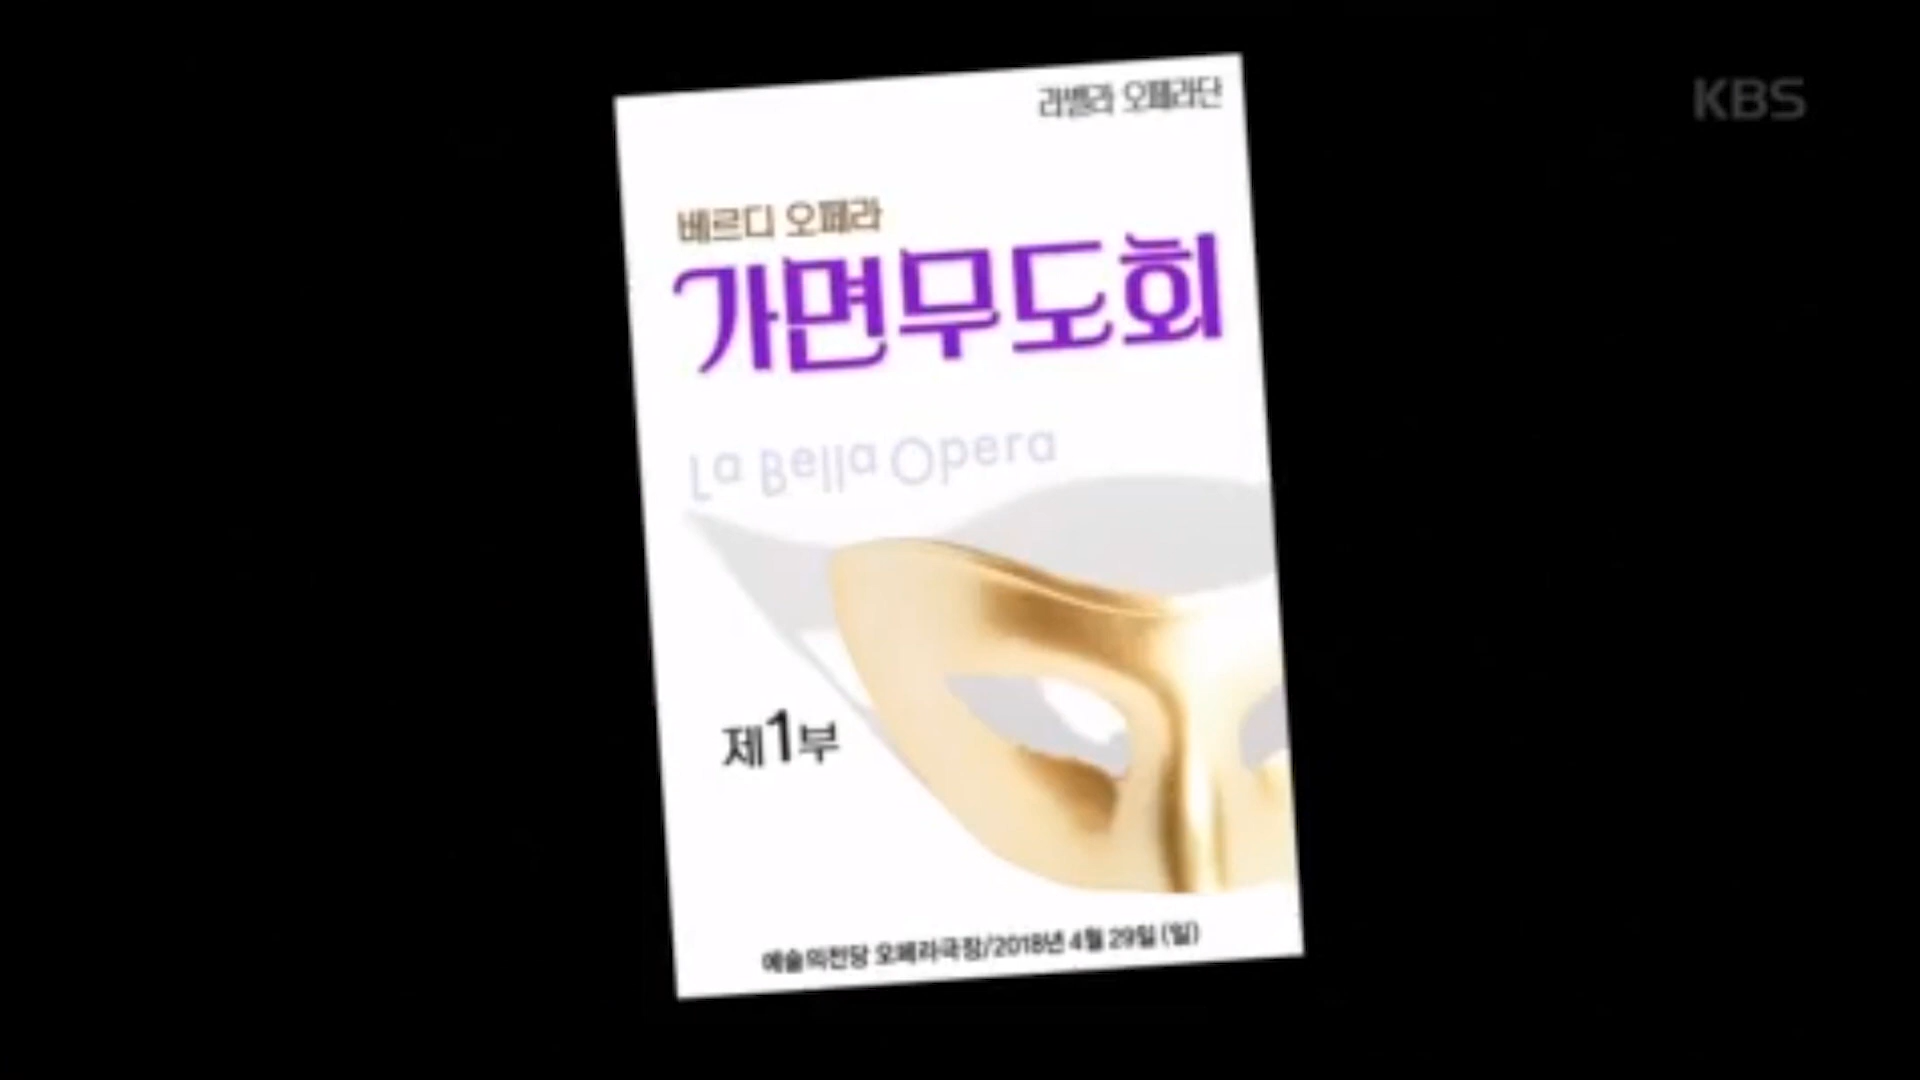 KBS
라벨라 오페라단
베르디 오페라
가면무도회
La Bella Opera
제1부
예술의전당 오페라극장/2018년 4월 29일 (일)